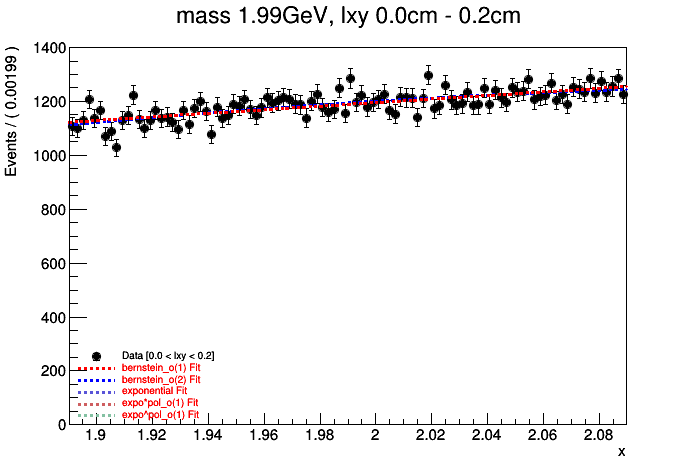 mass 1.99GeV, lxy 0.0cm - 0.2cm
Events / ( 0.00199 )
1400
1200
1000
800
600
400
200
0
Data [0.0 < lxy < 0.2]
bernstein_o(1) Fit
bernstein_o(2) Fit
exponential Fit
expo*pol_o(1) Fit
expo^pol_o(1) Fit
1.9 1.92 1.94 1.96 1.98 2 2.02 2.04 2.06 2.08
x